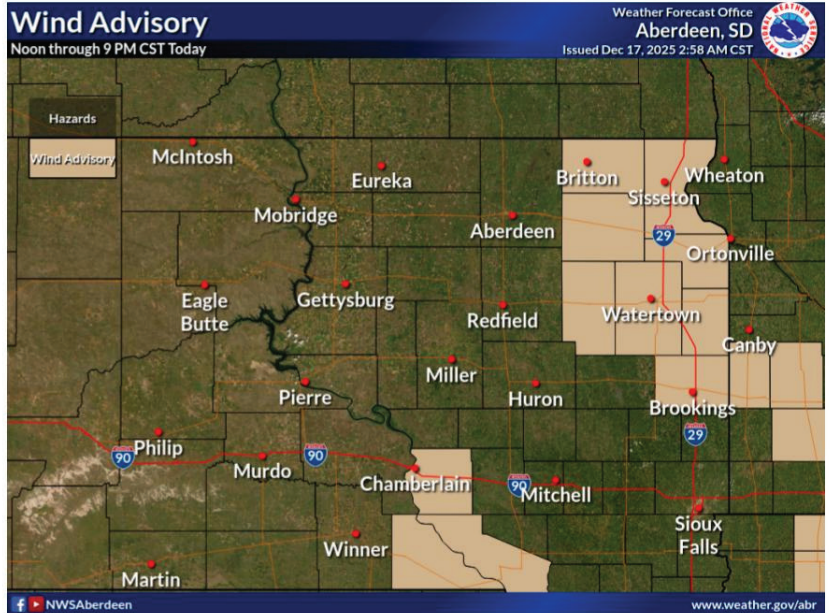 Wind Advisory
Noon through 9 PM CST Today
Weather Forecast Office
Aberdeen, SD
Issued Dec 17, 2025 2:58 AM CST
NATIONAL WEATHER SERVICE
Hazards
Wind Advisory
McIntosh
Eureka
Britton
Wheaton
Sisseton
Mobridge
Aberdeen
29
Ortonville
Eagle
Butte
Gettysburg
Redfield
Watertown
Canby
Miller
Pierre
Huron
Brookings
29
Philip
90
Murdo
90
Chamberlain
90
Mitchell
Sioux
Falls
Winner
Martin
NWSAberdeen
www.weather.gov/abr